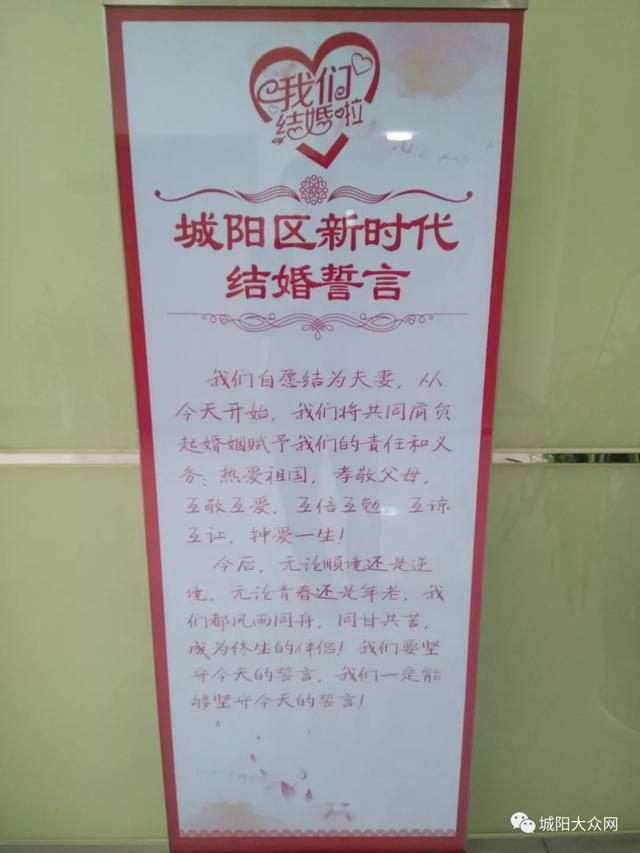 我们
结婚啦
城阳区新时代
结婚誓言
我们自愿结为夫妻，从
今天开始，我们将共同肩负
起婚姻赋予我们的责任和义
务：热爱祖国，孝敬父母，
互敬互爱，互信互勉，互谅
互让，钟爱一生！
今后，无论顺境还是逆
境，无论青春还是年老，我
们都风雨同舟，同甘共苦，
成为终生的伴侣！我们要坚
守今天的誓言，我们一定能
够坚守今天的誓言！
城阳大众网